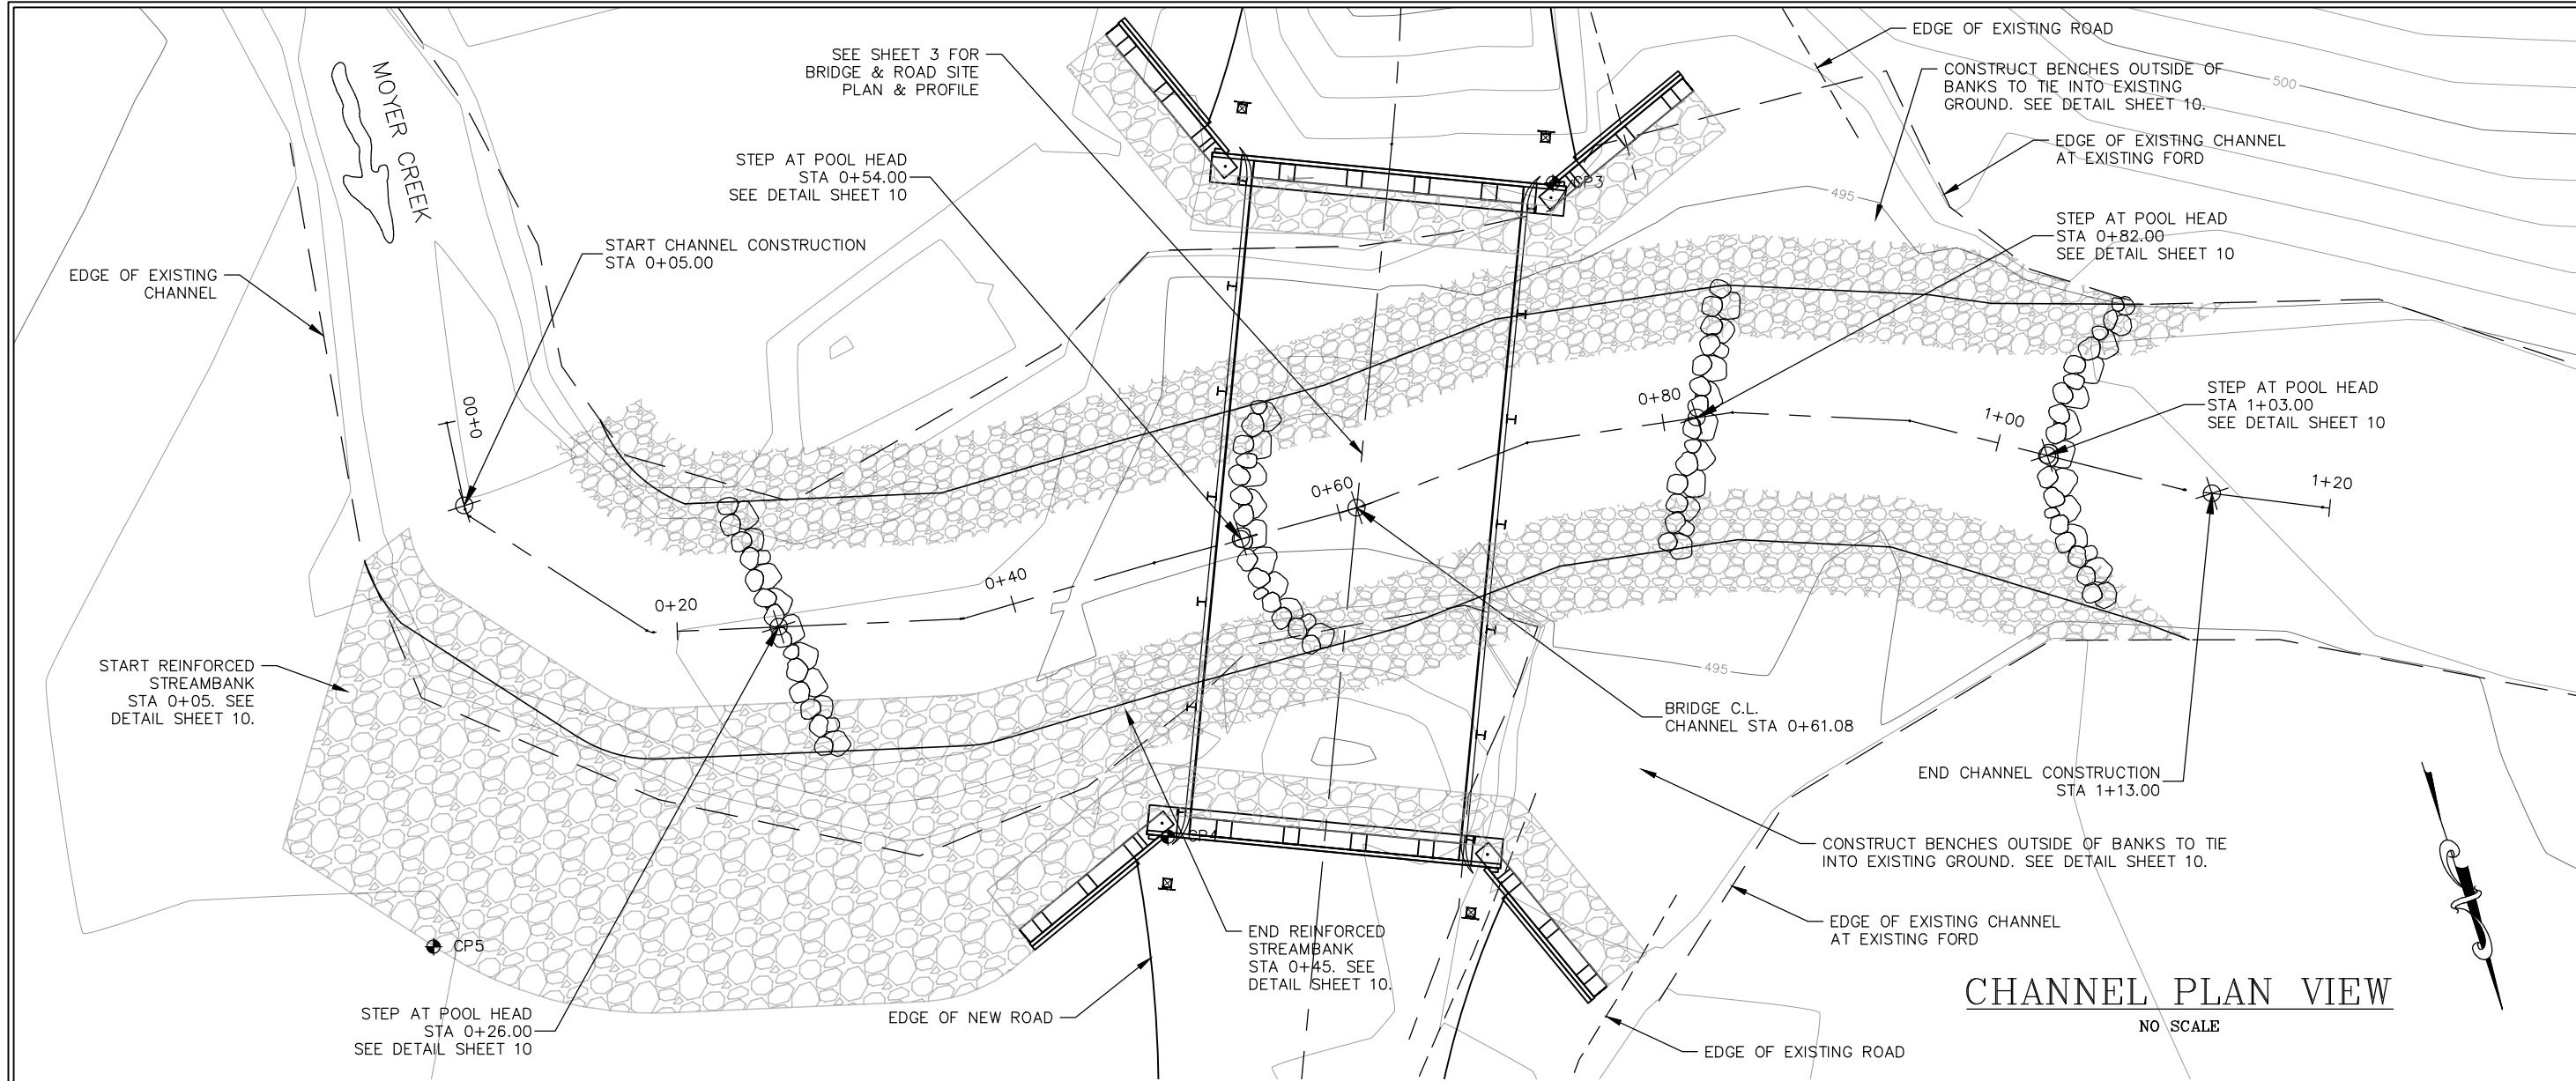 MOYER CREEK
SEE SHEET 3 FOR
BRIDGE & ROAD SITE
PLAN & PROFILE
EDGE OF EXISTING ROAD
CONSTRUCT BENCHES OUTSIDE OF
BANKS TO TIE INTO EXISTING
GROUND. SEE DETAIL SHEET 10.
500
EDGE OF EXISTING CHANNEL
AT EXISTING FORD
STEP AT POOL HEAD
STA 0+54.00
SEE DETAIL SHEET 10
CP3
495
STEP AT POOL HEAD
STA 0+82.00
SEE DETAIL SHEET 10
START CHANNEL CONSTRUCTION
STA 0+05.00
EDGE OF EXISTING
CHANNEL
0+00
0+80
1+00
STEP AT POOL HEAD
STA 1+03.00
SEE DETAIL SHEET 10
0+60
1+20
0+40
0+20
START REINFORCED
STREAMBANK
STA 0+05. SEE
DETAIL SHEET 10.
495
BRIDGE C.L.
CHANNEL STA 0+61.08
END CHANNEL CONSTRUCTION
STA 1+13.00
CP4
CONSTRUCT BENCHES OUTSIDE OF BANKS TO TIE
INTO EXISTING GROUND. SEE DETAIL SHEET 10.
EDGE OF EXISTING CHANNEL
AT EXISTING FORD
END REINFORCED
STREAMBANK
STA 0+45. SEE
DETAIL SHEET 10.
CP5
STEP AT POOL HEAD
STA 0+26.00
SEE DETAIL SHEET 10
EDGE OF NEW ROAD
CHANNEL PLAN VIEW
NO SCALE
EDGE OF EXISTING ROAD